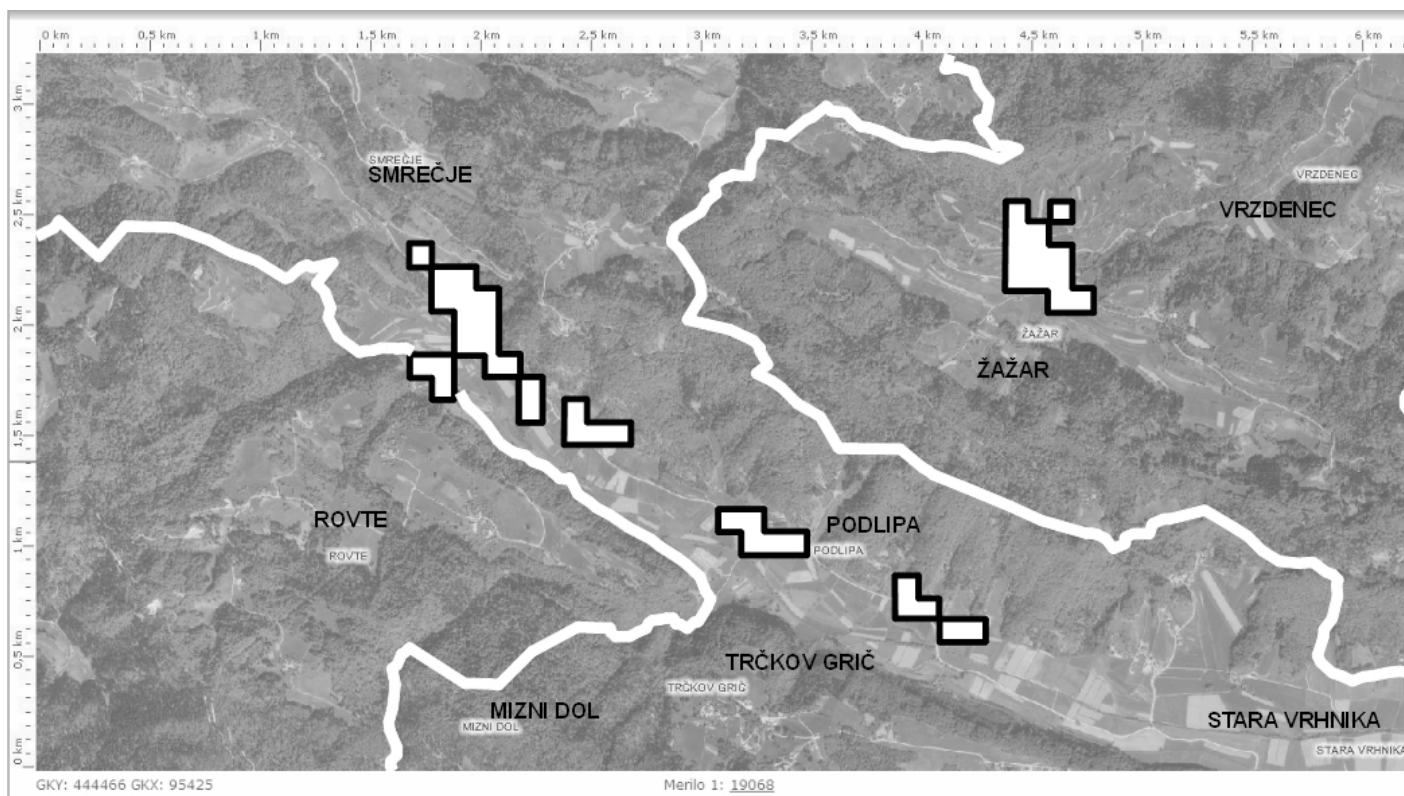 0 km 0,5 km 1 km 1,5 km 2 km 2,5 km 3 km 3,5 km 4 km 4,5 km 5 km 5,5 km 6 km
3 km
SMREČJE
SMREČJE
VRZDENEC
VRZDENEC
2,5 km
2 km
ŽAŽAR
ŽAŽAR
1,5 km
ROVTE
ROVTE
PODLIPA
PODLIPA
1 km
TRČKOV GRIČ
TRČKOV GRIČ
0,5 km
MIZNI DOL
MIZNI DOL
STARA VRHNIKA
STARA VRHNIKA
0 km
GKY: 444466 GKX: 95425 Merilo 1: 19068